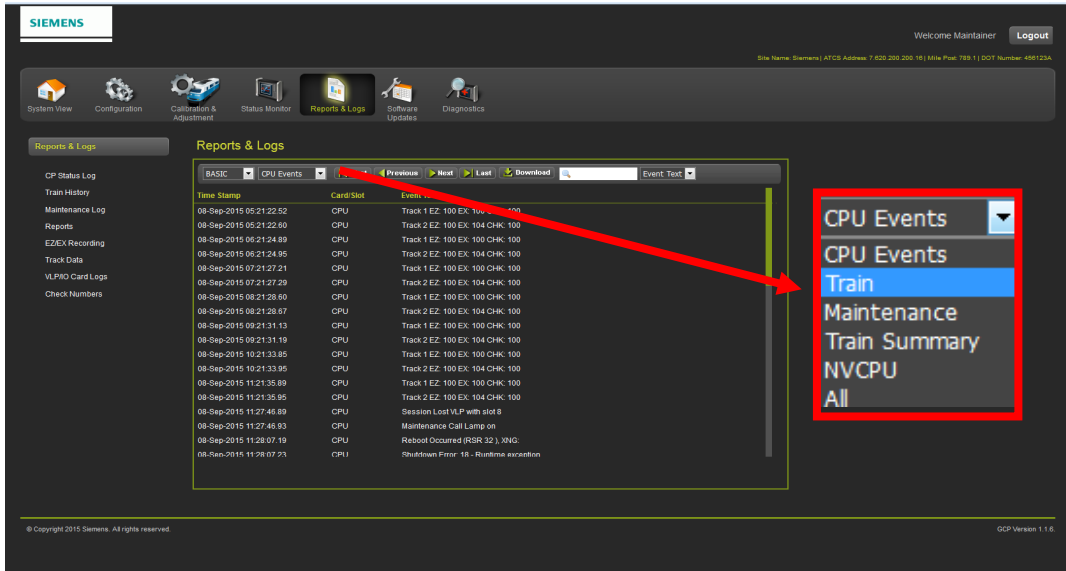 SIEMENS
Welcome Maintainer Logout
Site Name: Siemens | ATCS Address: 7.620.200.200.16 | Mile Post: 789.1 | DOT Number: 456123A
System View Configuration Calibration & Adjustment Status Monitor Reports & Logs Software Updates Diagnostics
Reports & Logs
Reports & Logs
CP Status Log
Train History
Maintenance Log
Reports
EZ/EX Recording
Track Data
VLP/IO Card Logs
Check Numbers
BASIC CPU Events Previous Next Last Download Event Text
Time Stamp Card/Slot
08-Sep-2015 05:21:22.52 CPU Track 1 EZ: 100 EX: 100 CHK: 100
08-Sep-2015 05:21:22.60 CPU Track 2 EZ: 100 EX: 104 CHK: 100
08-Sep-2015 06:21:24.89 CPU Track 1 EZ: 100 EX: 100 CHK: 100
08-Sep-2015 06:21:24.95 CPU Track 2 EZ: 100 EX: 104 CHK: 100
08-Sep-2015 07:21:27.21 CPU Track 1 EZ: 100 EX: 100 CHK: 100
08-Sep-2015 07:21:27.29 CPU Track 2 EZ: 100 EX: 104 CHK: 100
08-Sep-2015 08:21:28.60 CPU Track 1 EZ: 100 EX: 100 CHK: 100
08-Sep-2015 08:21:28.67 CPU Track 2 EZ: 100 EX: 104 CHK: 100
08-Sep-2015 09:21:31.13 CPU Track 1 EZ: 100 EX: 100 CHK: 100
08-Sep-2015 09:21:31.19 CPU Track 2 EZ: 100 EX: 104 CHK: 100
08-Sep-2015 10:21:33.85 CPU Track 1 EZ: 100 EX: 100 CHK: 100
08-Sep-2015 10:21:33.95 CPU Track 2 EZ: 100 EX: 104 CHK: 100
08-Sep-2015 11:21:35.89 CPU Track 1 EZ: 100 EX: 100 CHK: 100
08-Sep-2015 11:21:35.95 CPU Track 2 EZ: 100 EX: 104 CHK: 100
08-Sep-2015 11:27:46.89 CPU Session Lost VLP with slot 8
08-Sep-2015 11:27:46.93 CPU Maintenance Call Lamp on
08-Sep-2015 11:28:07.19 CPU Reboot Occurred (RSR 32 ), XNG:
08-Sep-2015 11:28:07.23 CPU Shutdown Error: 18 - Runtime exception
CPU Events
CPU Events
Train
Maintenance
Train Summary
NVCPU
All
© Copyright 2015 Siemens. All rights reserved. GCP Version 1.1.6.